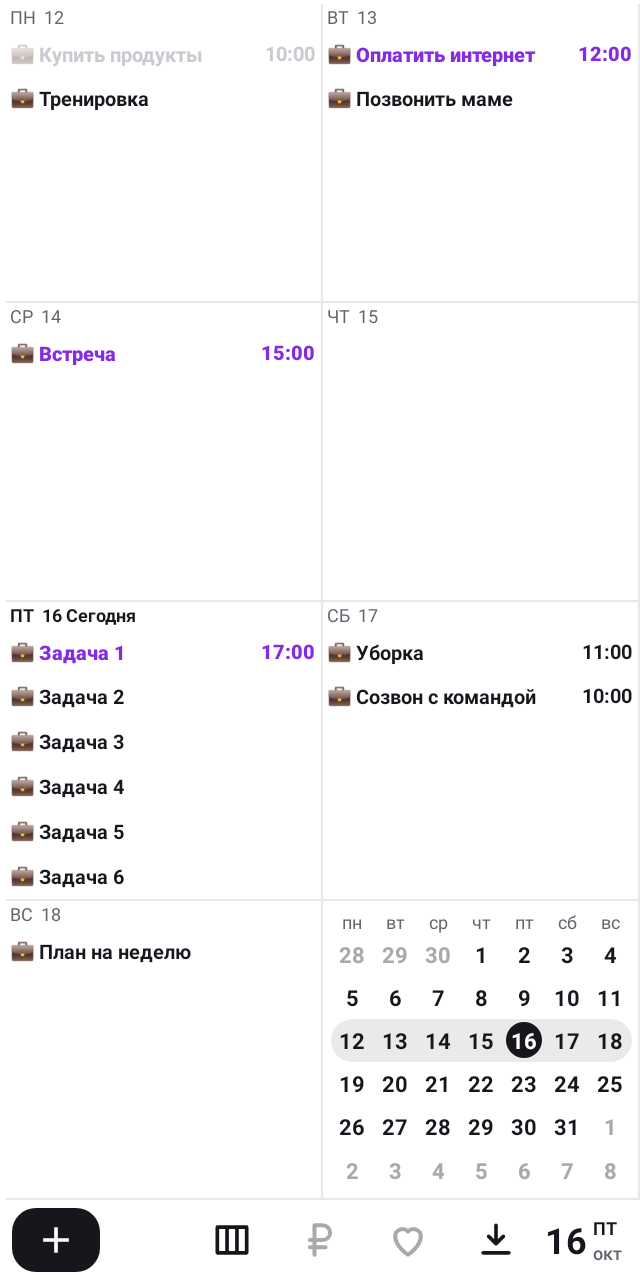 ПН 12
Купить продукты 10:00
Тренировка
ВТ 13
Оплатить интернет 12:00
Позвонить маме
СР 14
Встреча 15:00
ЧТ 15
ПТ 16 Сегодня
Задача 1 17:00
Задача 2
Задача 3
Задача 4
Задача 5
Задача 6
СБ 17
Уборка 11:00
Созвон с командой 10:00
ВС 18
План на неделю
пн вт ср чт пт сб вс
28 29 30 1 2 3 4
5 6 7 8 9 10 11
12 13 14 15 16 17 18
19 20 21 22 23 24 25
26 27 28 29 30 31 1
2 3 4 5 6 7 8
16 ПТ
окт